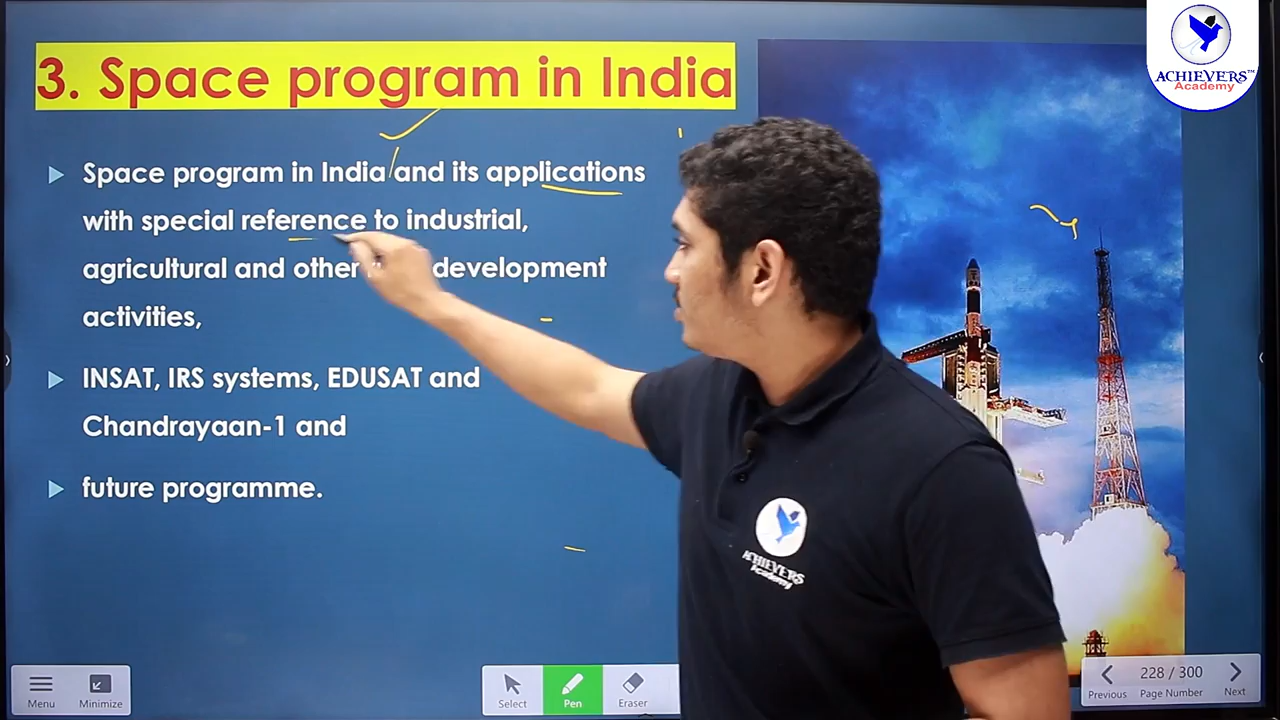 3. Space program in India
Space program in India and its applications
with special reference to industrial,
agricultural and other development
activities,
INSAT, IRS systems, EDUSAT and
Chandrayaan-1 and
future programme.
ACHIEVERS™
Academy
ACHIEVERS
Academy
Menu
Minimize
Select
Pen
Eraser
228 / 300
Previous
Page Number
Next